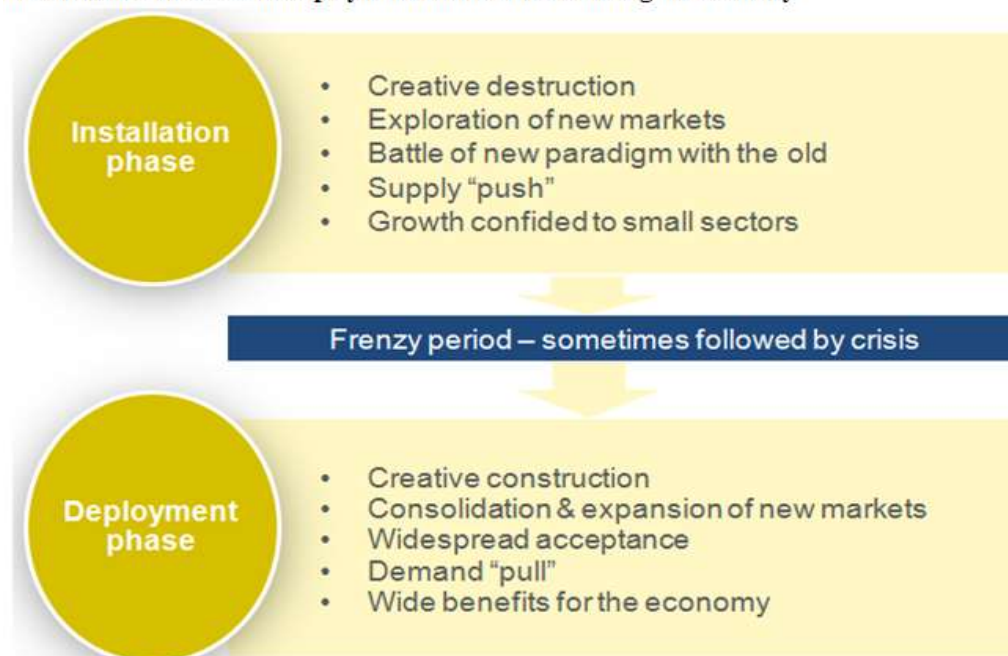 Installation
phase
• Creative destruction
• Exploration of new markets
• Battle of new paradigm with the old
• Supply “push”
• Growth confided to small sectors
Frenzy period – sometimes followed by crisis
Deployment
phase
• Creative construction
• Consolidation & expansion of new markets
• Widespread acceptance
• Demand “pull”
• Wide benefits for the economy